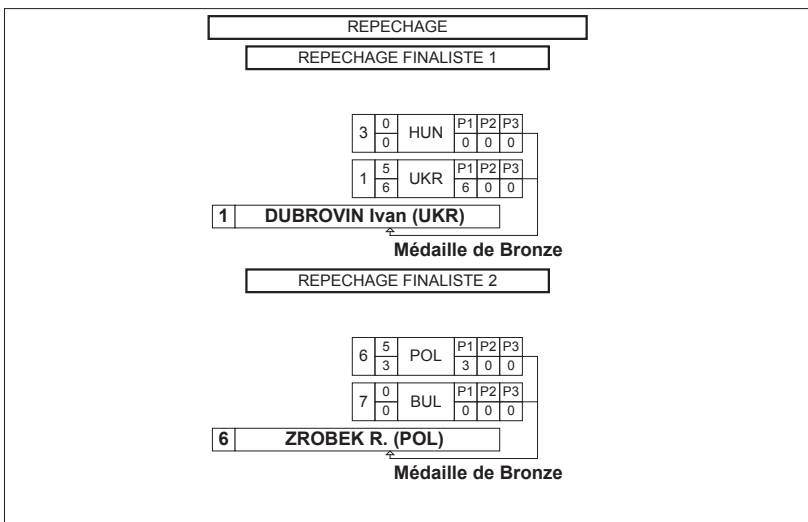 REPECHAGE
REPECHAGE FINALISTE 1
3 0 HUN P1 P2 P3
0 0 0 0
1 5 UKR P1 P2 P3
6 6 0 0
1 DUBROVIN Ivan (UKR)
Médaille de Bronze
REPECHAGE FINALISTE 2
6 5 POL P1 P2 P3
3 3 0 0
7 0 BUL P1 P2 P3
0 0 0 0
6 ZROBEK R. (POL)
Médaille de Bronze